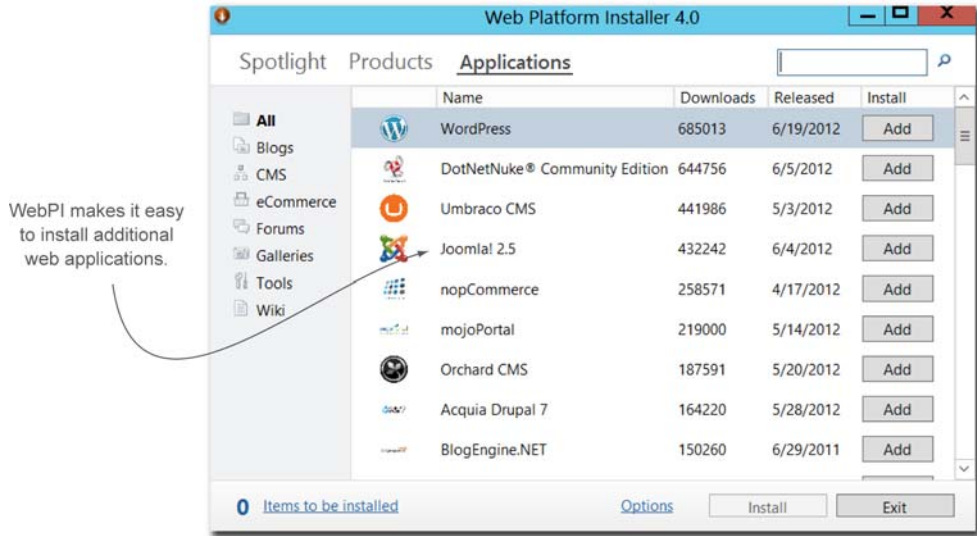 Web Platform Installer 4.0
Spotlight Products Applications
Name Downloads Released Install
All
Blogs
CMS
eCommerce
Forums
Galleries
Tools
Wiki
WordPress 685013 6/19/2012 Add
DotNetNuke® Community Edition 644756 6/5/2012 Add
Umbraco CMS 441986 5/3/2012 Add
Joomla! 2.5 432242 6/4/2012 Add
nopCommerce 258571 4/17/2012 Add
mojoPortal 219000 5/14/2012 Add
Orchard CMS 187591 5/20/2012 Add
Acquia Drupal 7 164220 5/28/2012 Add
BlogEngine.NET 150260 6/29/2011 Add
0 Items to be installed Options Install Exit
WebPI makes it easy
to install additional
web applications.